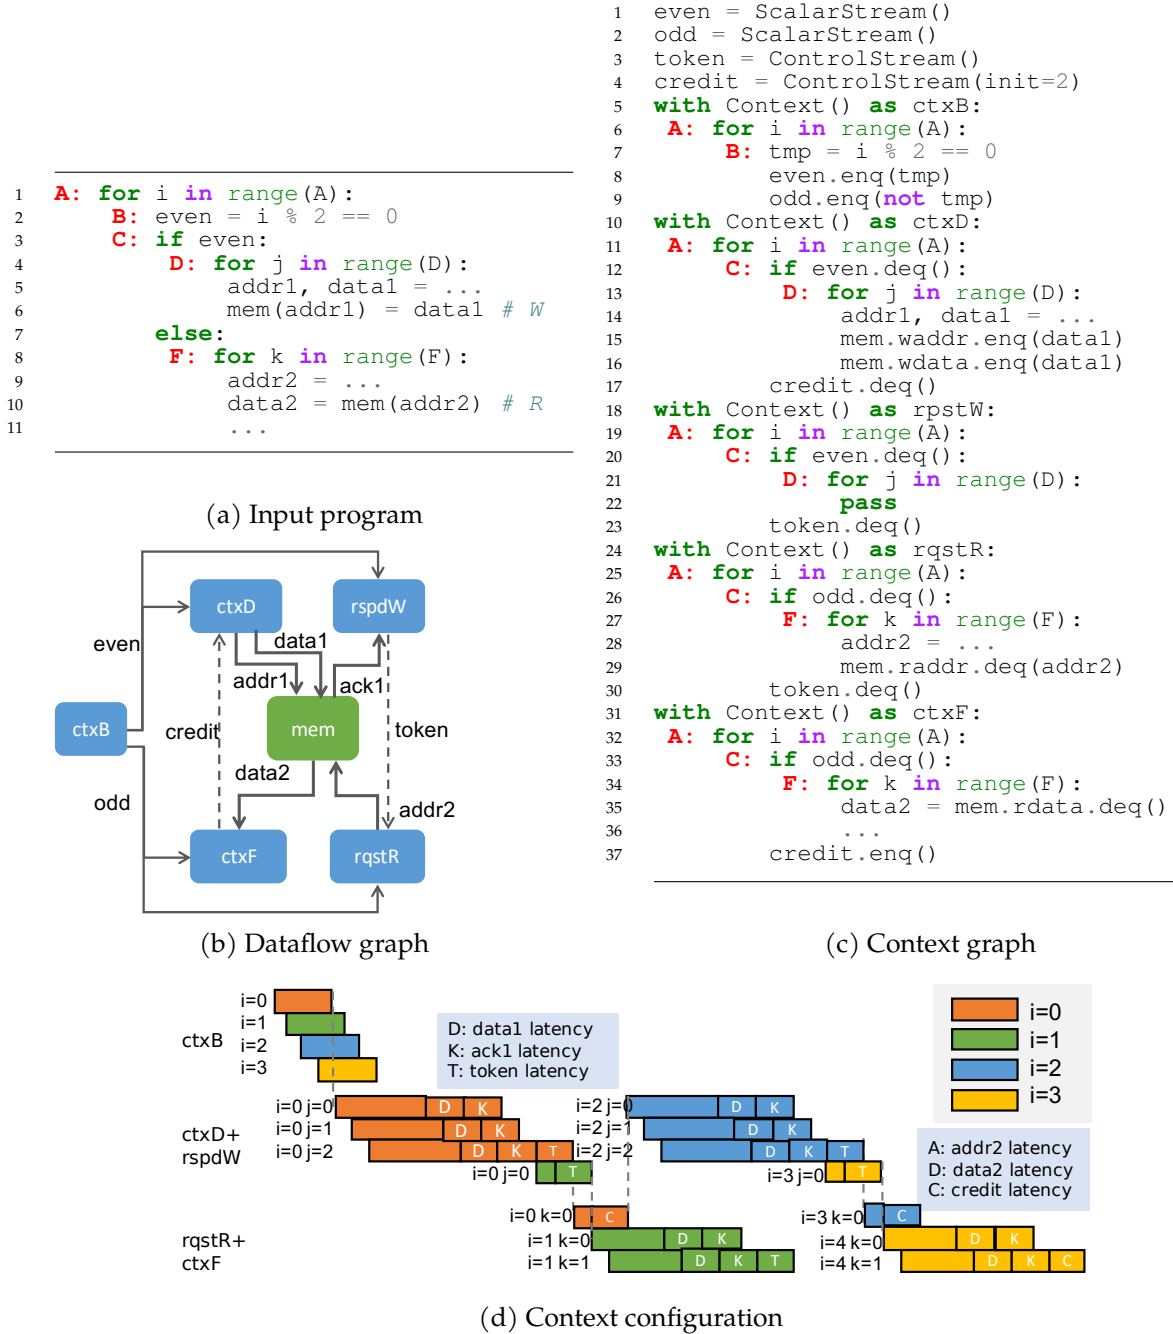 1 A: for i in range(A):
2 B: even = i % 2 == 0
3 C: if even:
4 D: for j in range(D):
5 addr1, data1 = ...
6 mem(addr1) = data1 # W
7 else:
8 F: for k in range(F):
9 addr2 = ...
10 data2 = mem(addr2) # R
11 ...
(a) Input program
1 even = ScalarStream()
2 odd = ScalarStream()
3 token = ControlStream()
4 credit = ControlStream(init=2)
5 with Context() as ctxB:
6 A: for i in range(A):
7 B: tmp = i % 2 == 0
8 even.enq(tmp)
9 odd.enq(not tmp)
10 with Context() as ctxD:
11 A: for i in range(A):
12 C: if even.deq():
13 D: for j in range(D):
14 addr1, data1 = ...
15 mem.waddr.enq(data1)
16 mem.wdata.enq(data1)
17 credit.deq()
18 with Context() as rpstW:
19 A: for i in range(A):
20 C: if even.deq():
21 D: for j in range(D):
22 pass
23 token.deq()
24 with Context() as rqstR:
25 A: for i in range(A):
26 C: if odd.deq():
27 F: for k in range(F):
28 addr2 = ...
29 mem.raddr.deq(addr2)
30 token.deq()
31 with Context() as ctxF:
32 A: for i in range(A):
33 C: if odd.deq():
34 F: for k in range(F):
35 data2 = mem.rdata.deq()
36 ...
37 credit.enq()
(c) Context graph
ctxD
rspdW
even
data1
addr1
ack1
ctxB
credit
mem
token
data2
odd
addr2
ctxF
rqstR
(b) Dataflow graph
ctxB
i=0
i=1
i=2
i=3
D: data1 latency
K: ack1 latency
T: token latency
i=0
i=1
i=2
i=3
ctxD+
rspdW
i=0 j=0 D K
i=0 j=1 D K
i=0 j=2 D K T
i=0 j=0 T
i=2 j=0 D K
i=2 j=1 D K
i=2 j=2 D K T
i=3 j=0 T
A: addr2 latency
D: data2 latency
C: credit latency
rqstR+
ctxF
i=0 k=0 C
i=1 k=0 D K
i=1 k=1 D K T
i=3 k=0 C
i=4 k=0 D K
i=4 k=1 D K C
(d) Context configuration